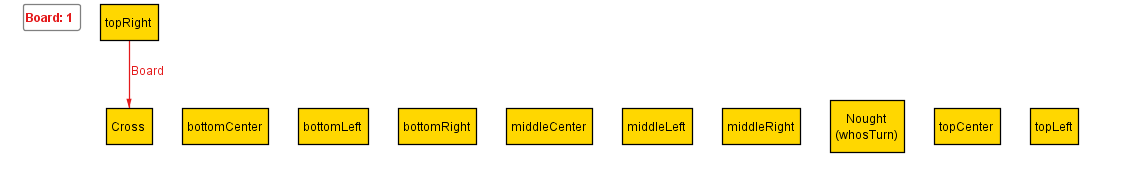 Board: 1
topRight
Board
Cross
bottomCenter
bottomLeft
bottomRight
middleCenter
middleLeft
middleRight
Nought
(whosTurn)
topCenter
topLeft